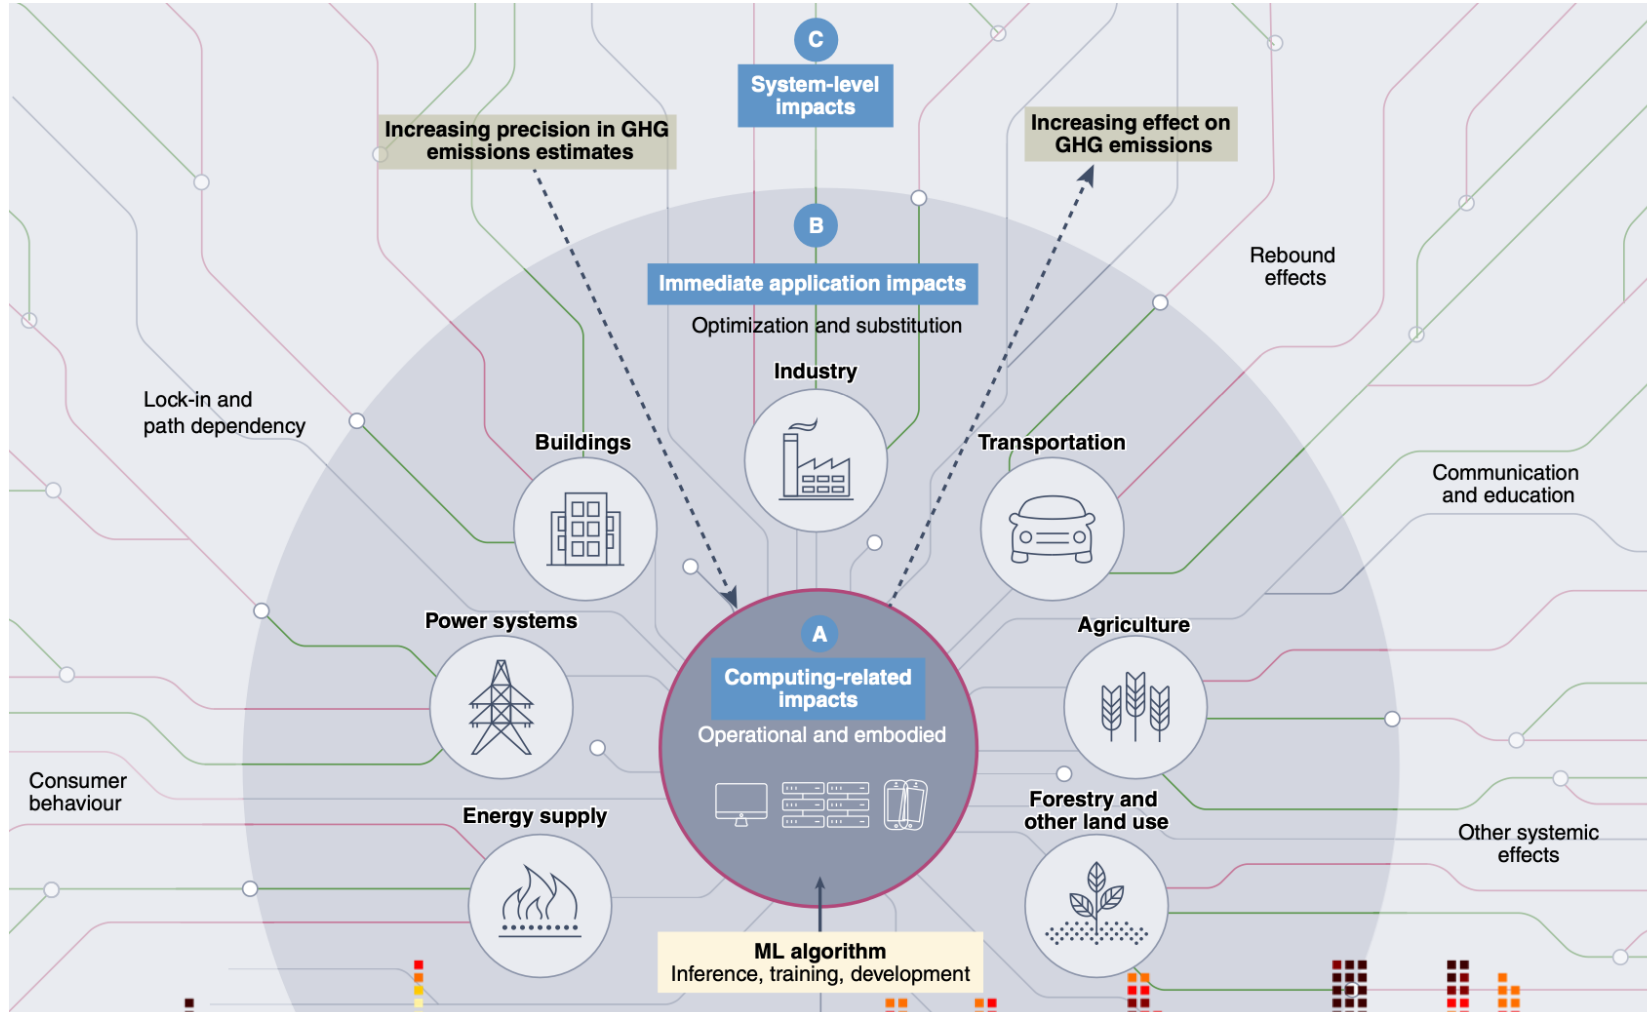 C
System-level
impacts
Increasing precision in GHG
emissions estimates
Increasing effect on
GHG emissions
B
Immediate application impacts
Optimization and substitution
Rebound
effects
Lock-in and
path dependency
Industry
Buildings
Transportation
Communication
and education
Power systems
Agriculture
A
Computing-related
impacts
Operational and embodied
Consumer
behaviour
Energy supply
Forestry and
other land use
Other systemic
effects
ML algorithm
Inference, training, development